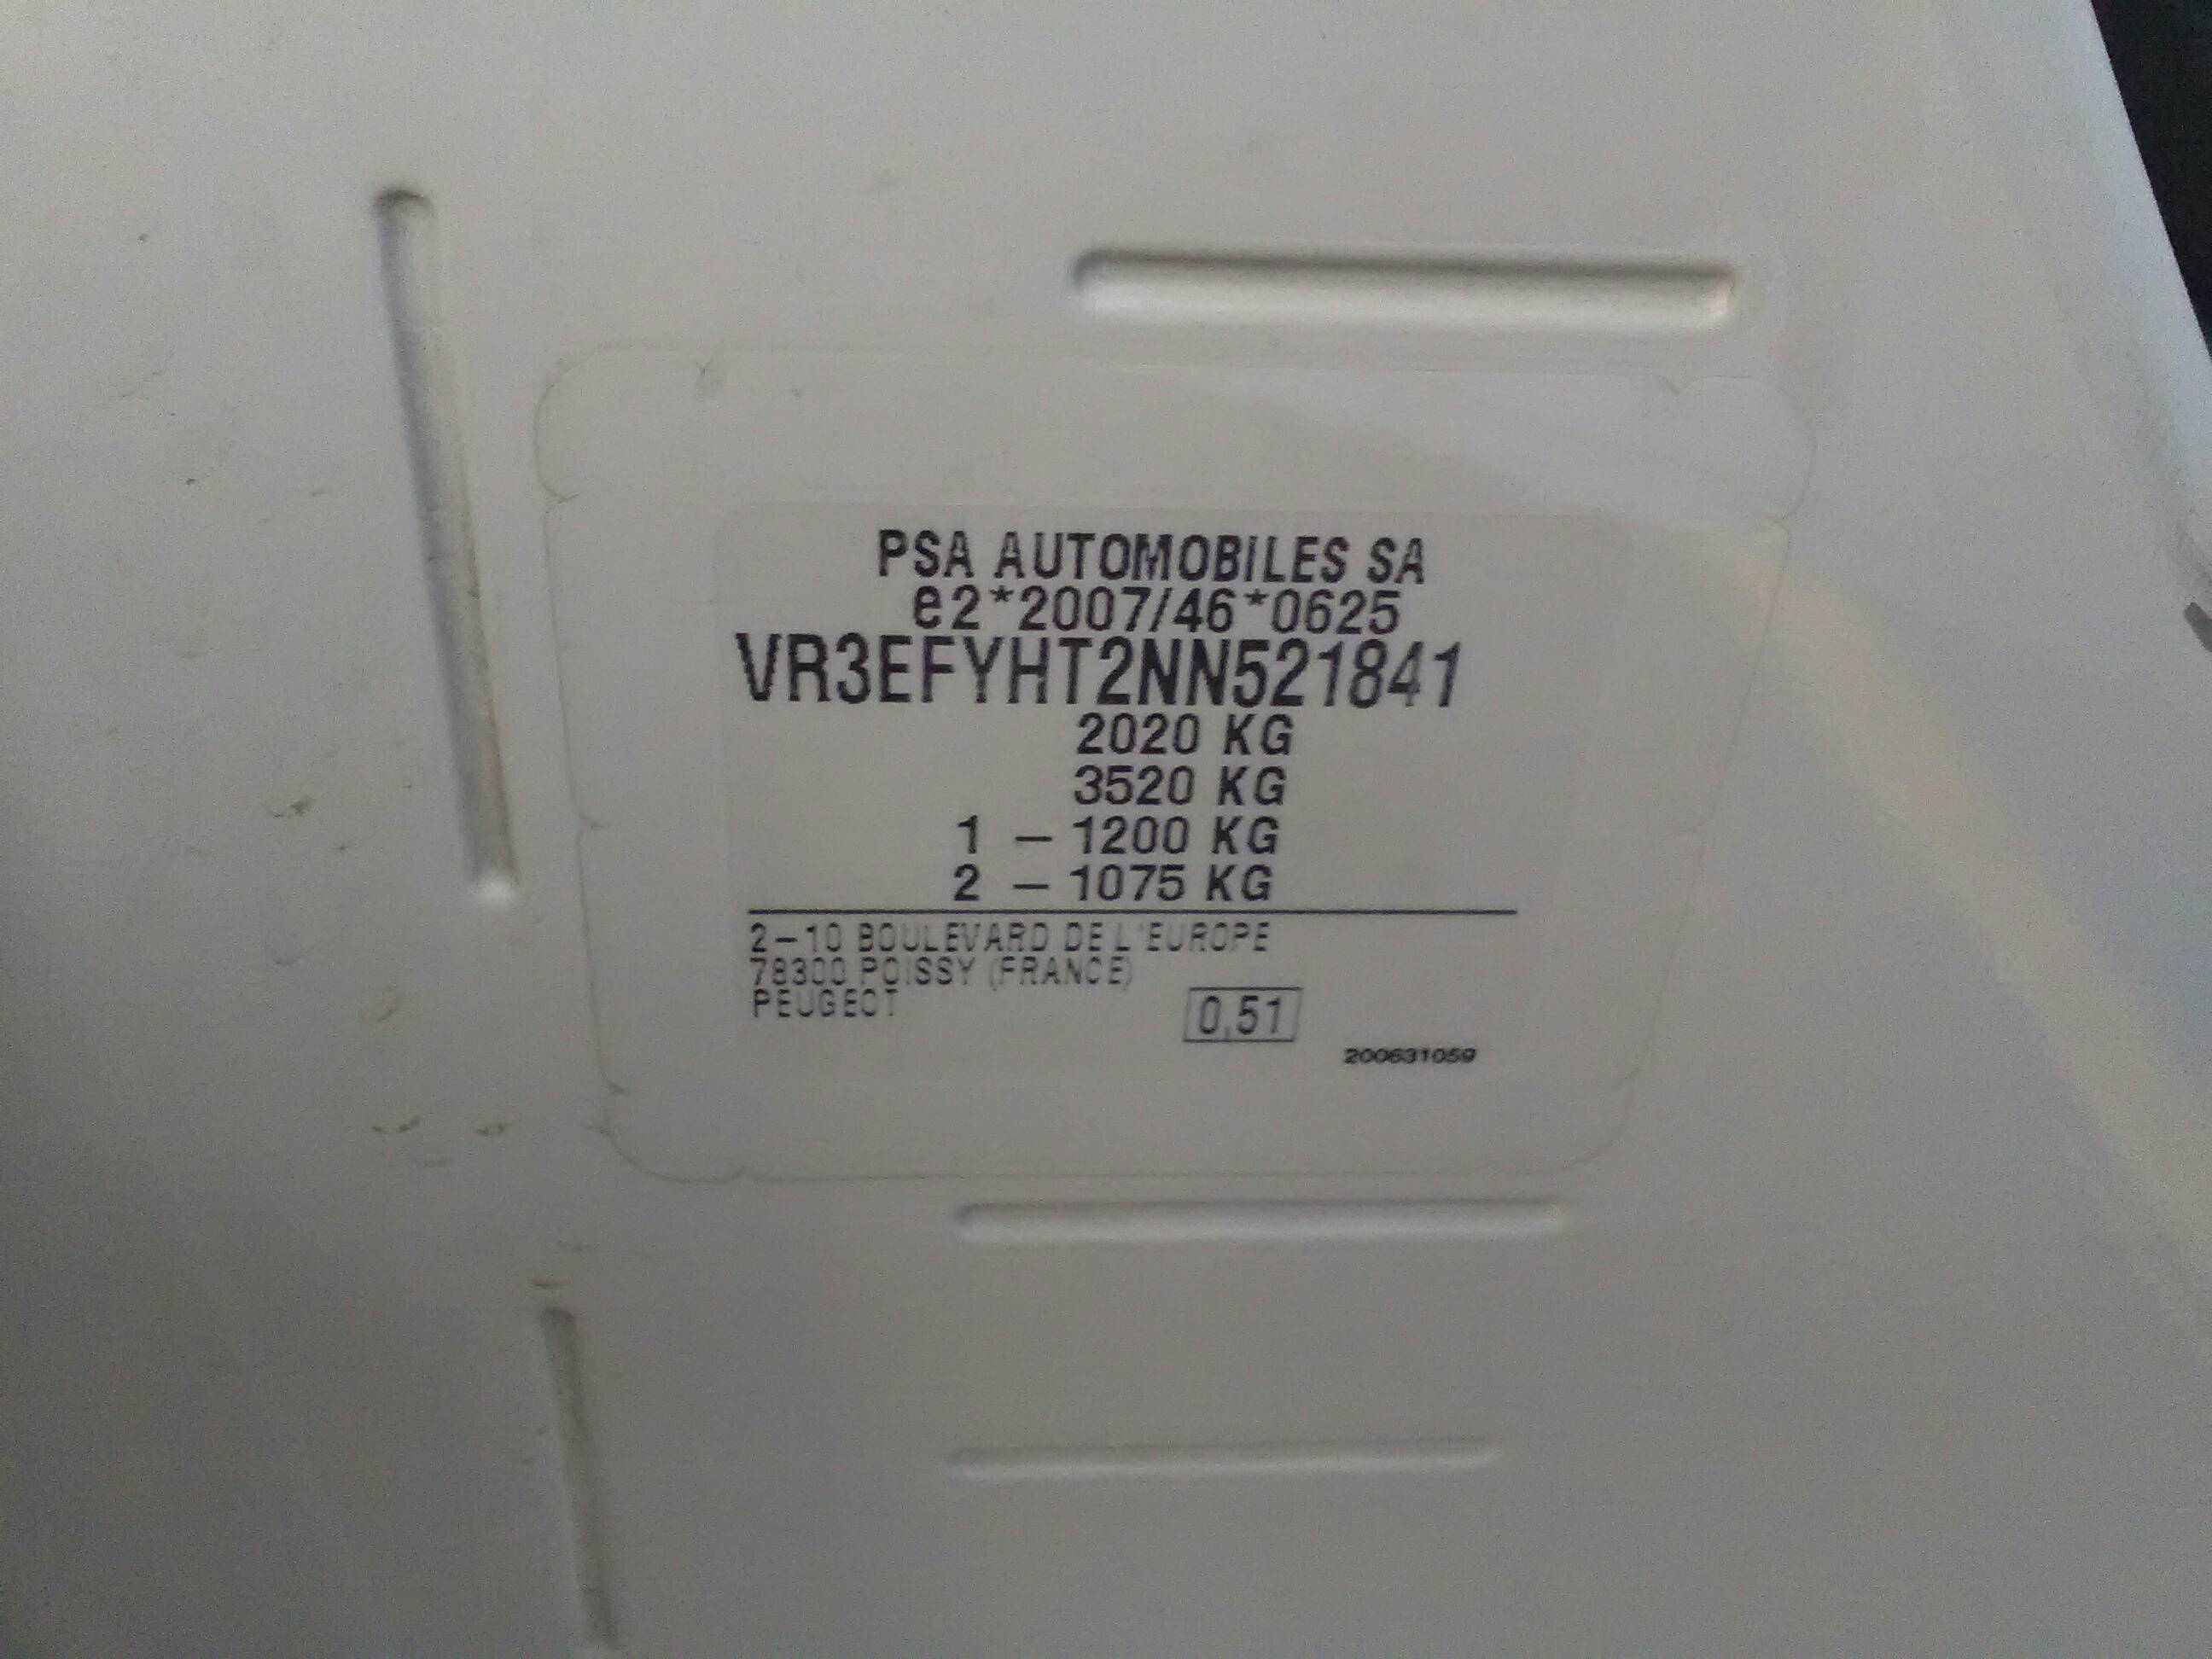 PSA AUTOMOBILES SA
e2*2007/46*0625
VR3EFYHT2NN521841
2020 KG
3520 KG
1 – 1200 KG
2 – 1075 KG
2–10 BOULEVARD DE L'EUROPE
78300 POISSY (FRANCE)
PEUGEOT
0,51
200631059